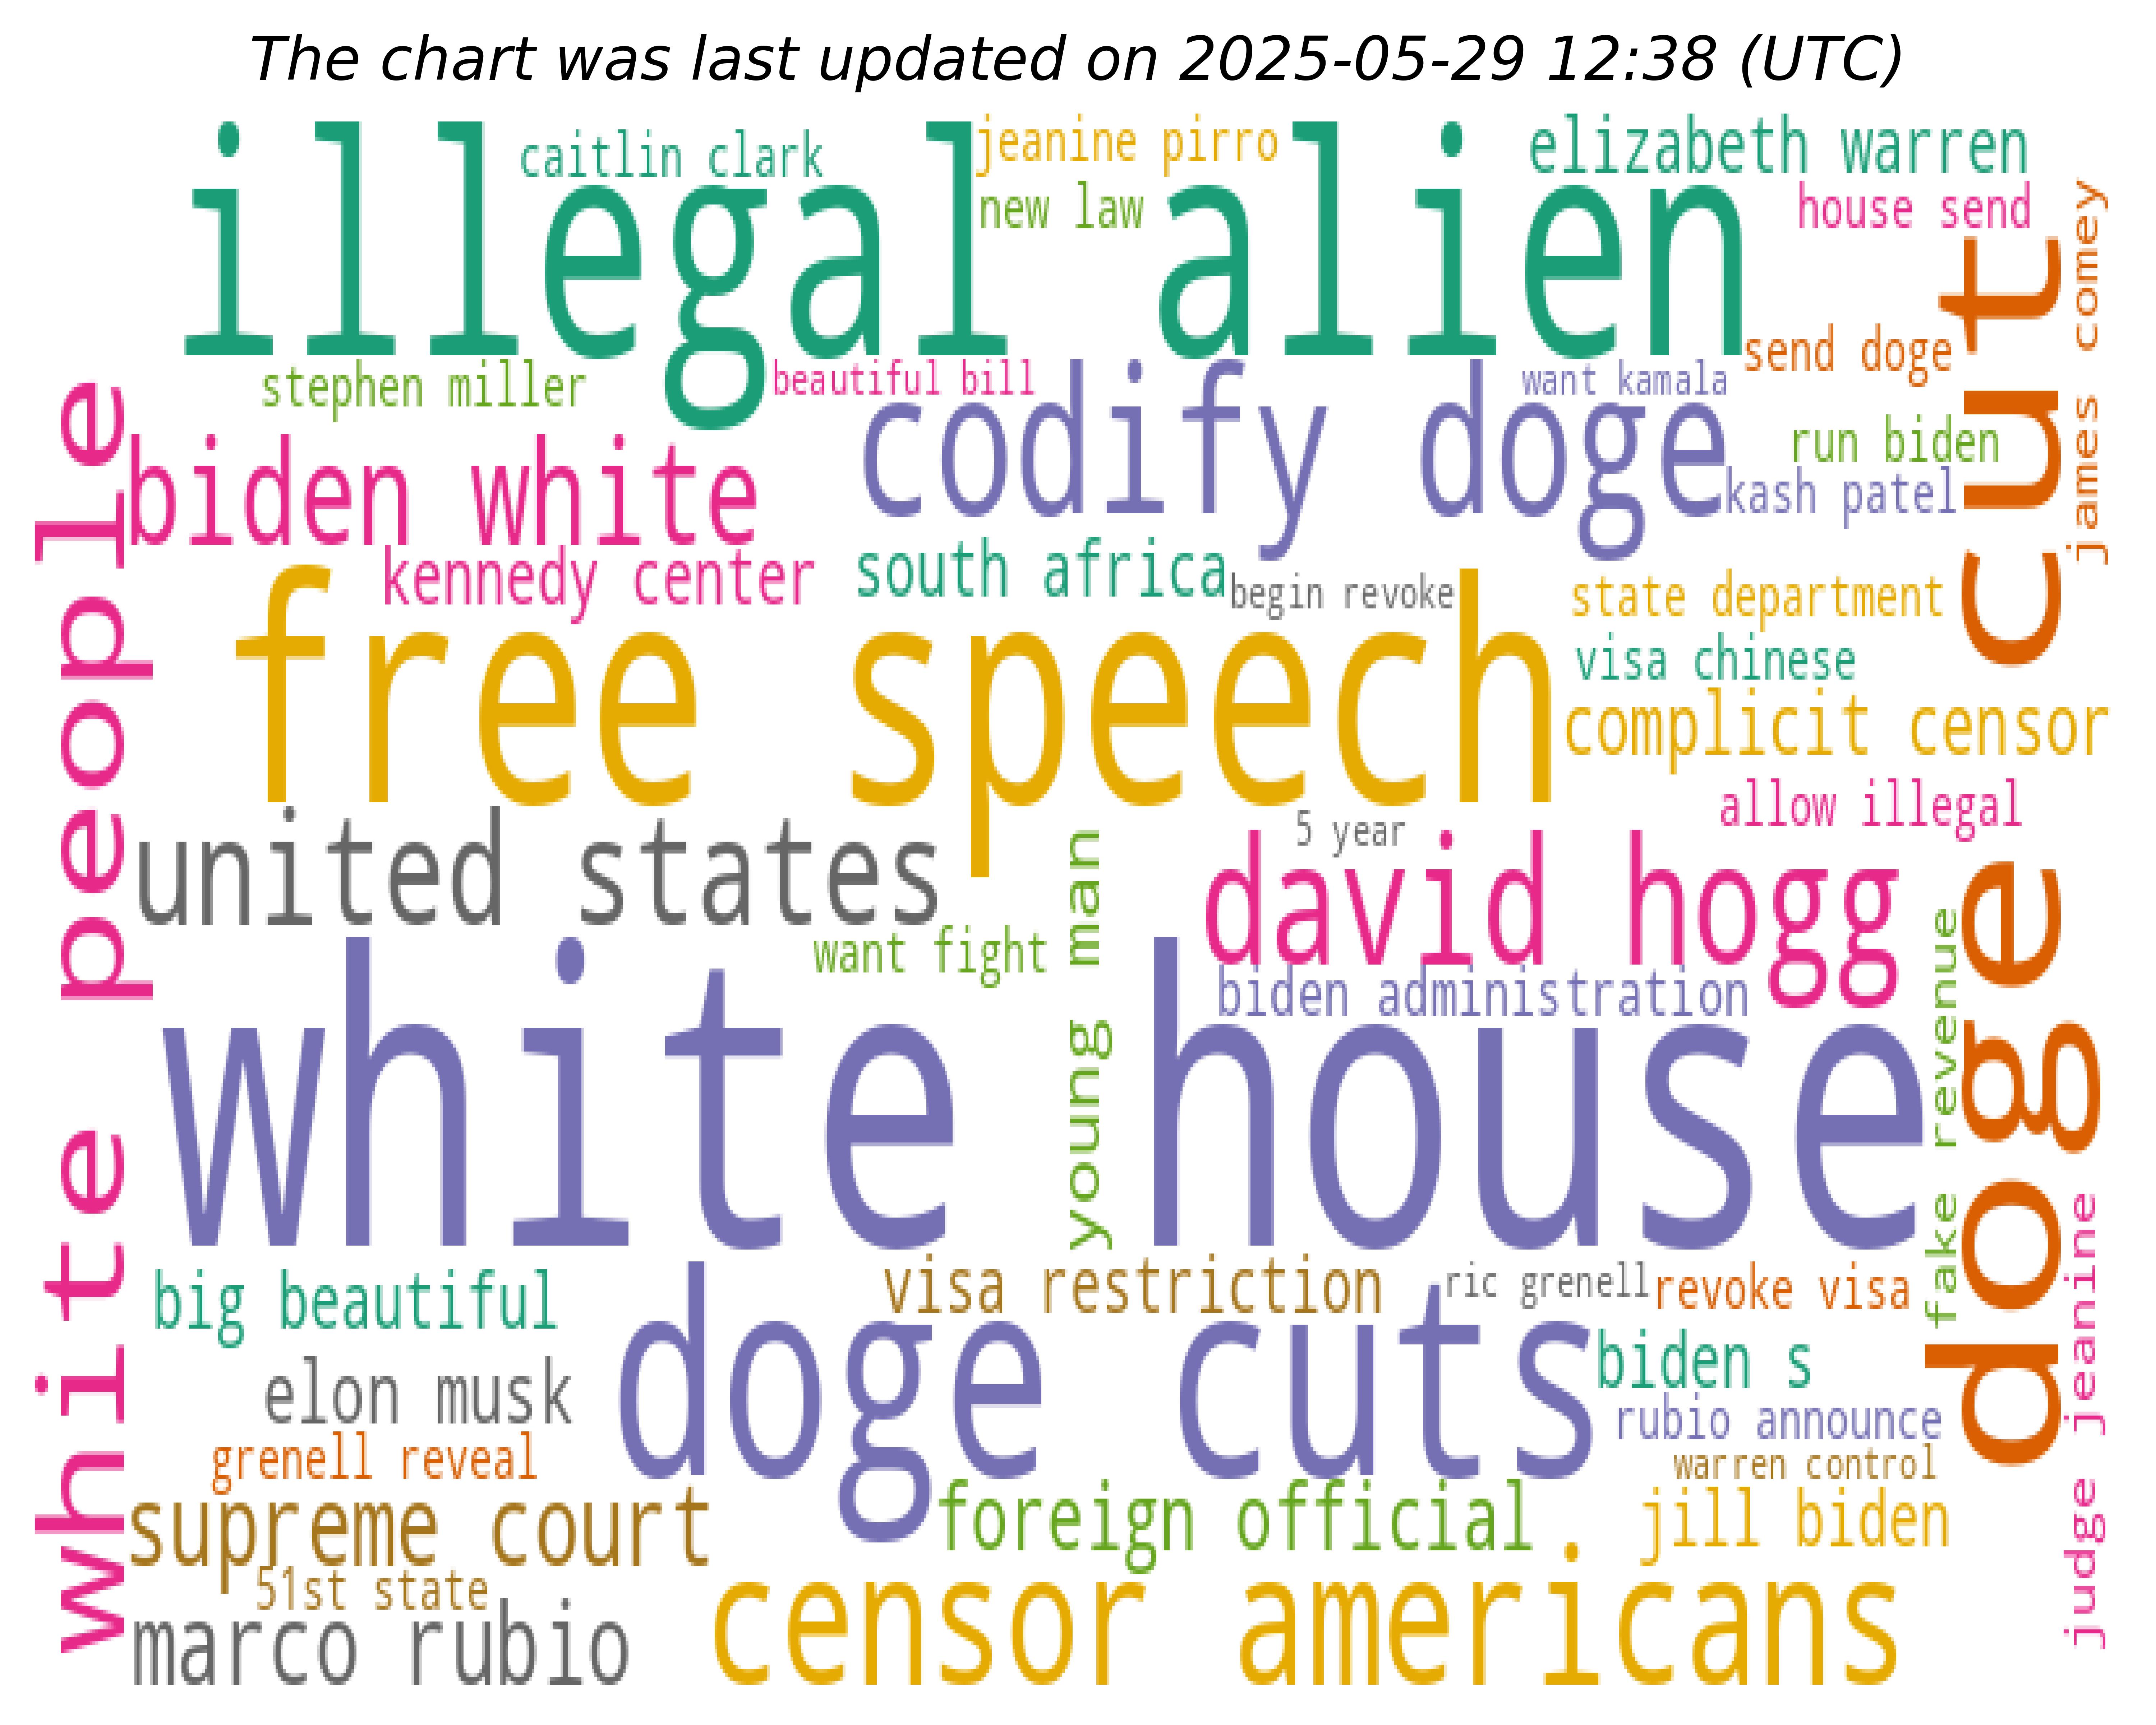 The chart was last updated on 2025-05-29 12:38 (UTC)
illegal alien
caitlin clark
jeanine pirro
elizabeth warren
new law
house send
james comey
doge cut
send doge
stephen miller
beautiful bill
want kamala
codify doge
run biden
biden white
kash patel
white people
kennedy center
south africa
begin revoke
state department
free speech
visa chinese
complicit censor
allow illegal
5 year
united states
young man
david hogg
want fight
biden administration
fake revenue
white house
judge jeanine
big beautiful
visa restriction
ric grenell
revoke visa
doge cuts
biden s
elon musk
rubio announce
grenell reveal
warren control
supreme court
foreign official
jill biden
51st state
marco rubio
censor americans